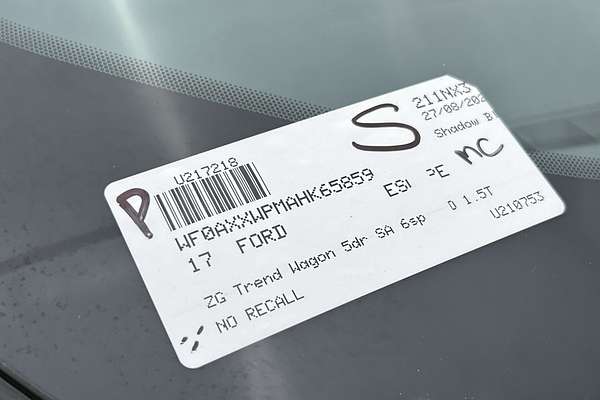 U217218
211NX3
27/08/202
Shadow B
P
S
mc
WF0AXXWPMAHK65859
17 FORD ES PE
ZG Trend Wagon 5dr SA 6sp D 1.5T
NO RECALL
U210753